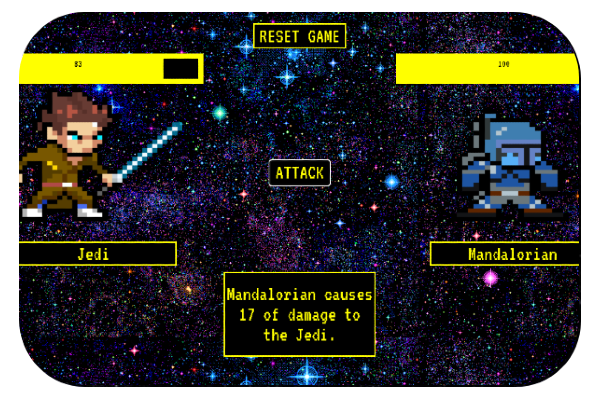 RESET GAME
83
100
ATTACK
Jedi
Mandalorian
Mandalorian causes
17 of damage to
the Jedi.